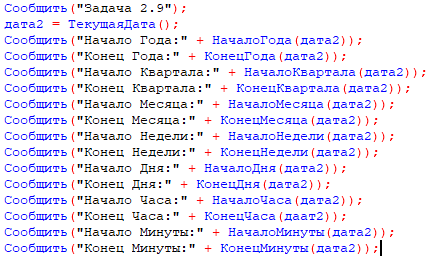 Сообщить("Задача 2.9");
дата2 = ТекущаяДата();
Сообщить("Начало Года:" + НачалоГода(дата2));
Сообщить("Конец Года:" + КонецГода(дата2));
Сообщить("Начало Квартала:" + НачалоКвартала(дата2));
Сообщить("Конец Квартала:" + КонецКвартала(дата2));
Сообщить("Начало Месяца:" + НачалоМесяца(дата2));
Сообщить("Конец Месяца:" + КонецМесяца(дата2));
Сообщить("Начало Недели:" + НачалоНедели(дата2));
Сообщить("Конец Недели:" + КонецНедели(дата2));
Сообщить("Начало Дня:" + НачалоДня(дата2));
Сообщить("Конец Дня:" + КонецДня(дата2));
Сообщить("Начало Часа:" + НачалоЧаса(дата2));
Сообщить("Конец Часа:" + КонецЧаса(даат2));
Сообщить("Начало Минуты:" + НачалоМинуты(дата2));
Сообщить("Конец Минуты:" + КонецМинуты(дата2));